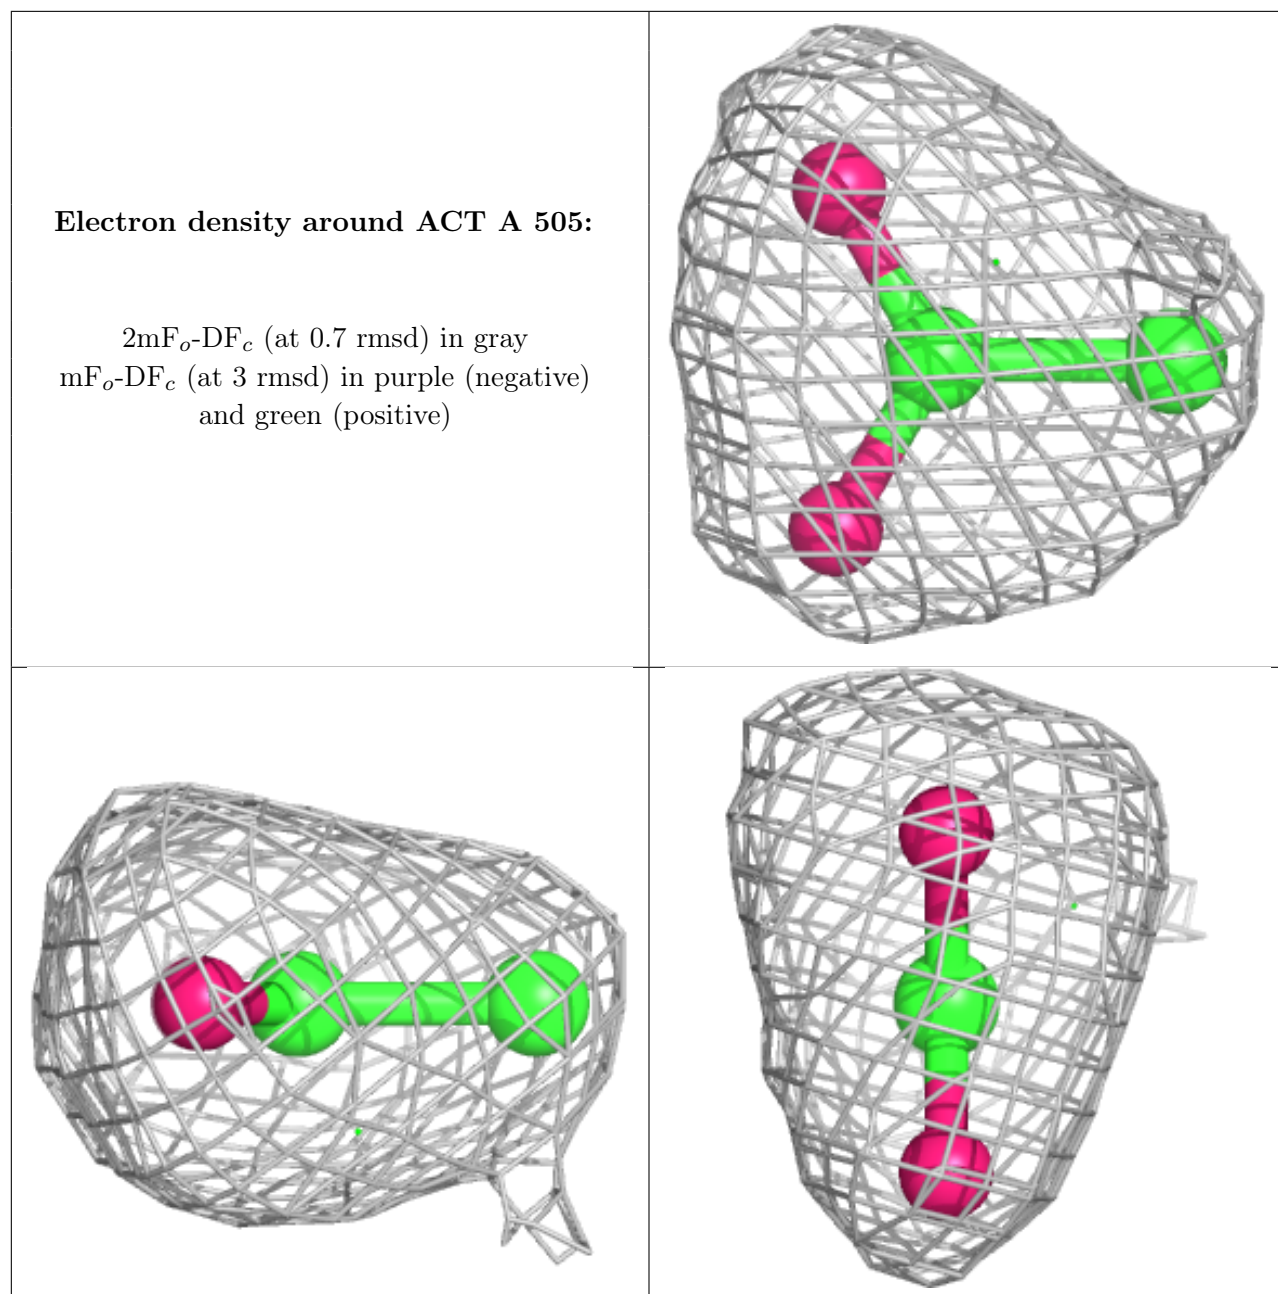 Electron density around ACT A 505:
2mFo-DFc (at 0.7 rmsd) in gray
mFo-DFc (at 3 rmsd) in purple (negative)
and green (positive)